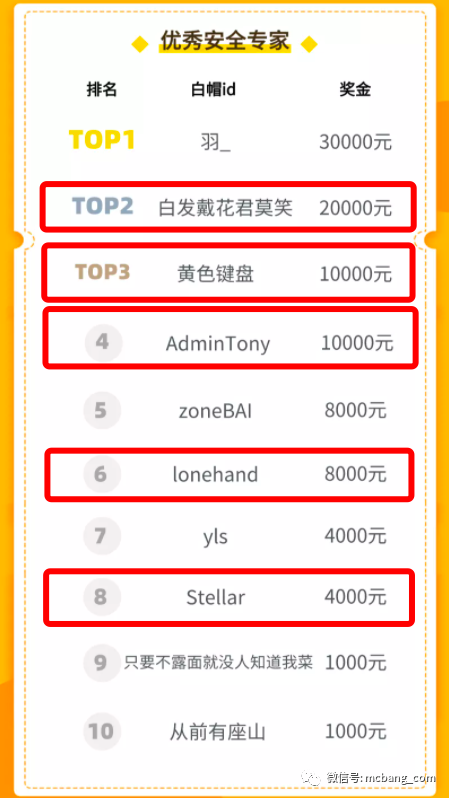 优秀安全专家
排名 白帽id 奖金
TOP1 羽_ 30000元
TOP2 白发戴花君莫笑 20000元
TOP3 黄色键盘 10000元
4 AdminTony 10000元
5 zoneBAI 8000元
6 lonehand 8000元
7 yls 4000元
8 Stellar 4000元
9 只要不露面就没人知道我菜 1000元
10 从前有座山 1000元
微信号: mcbang_com